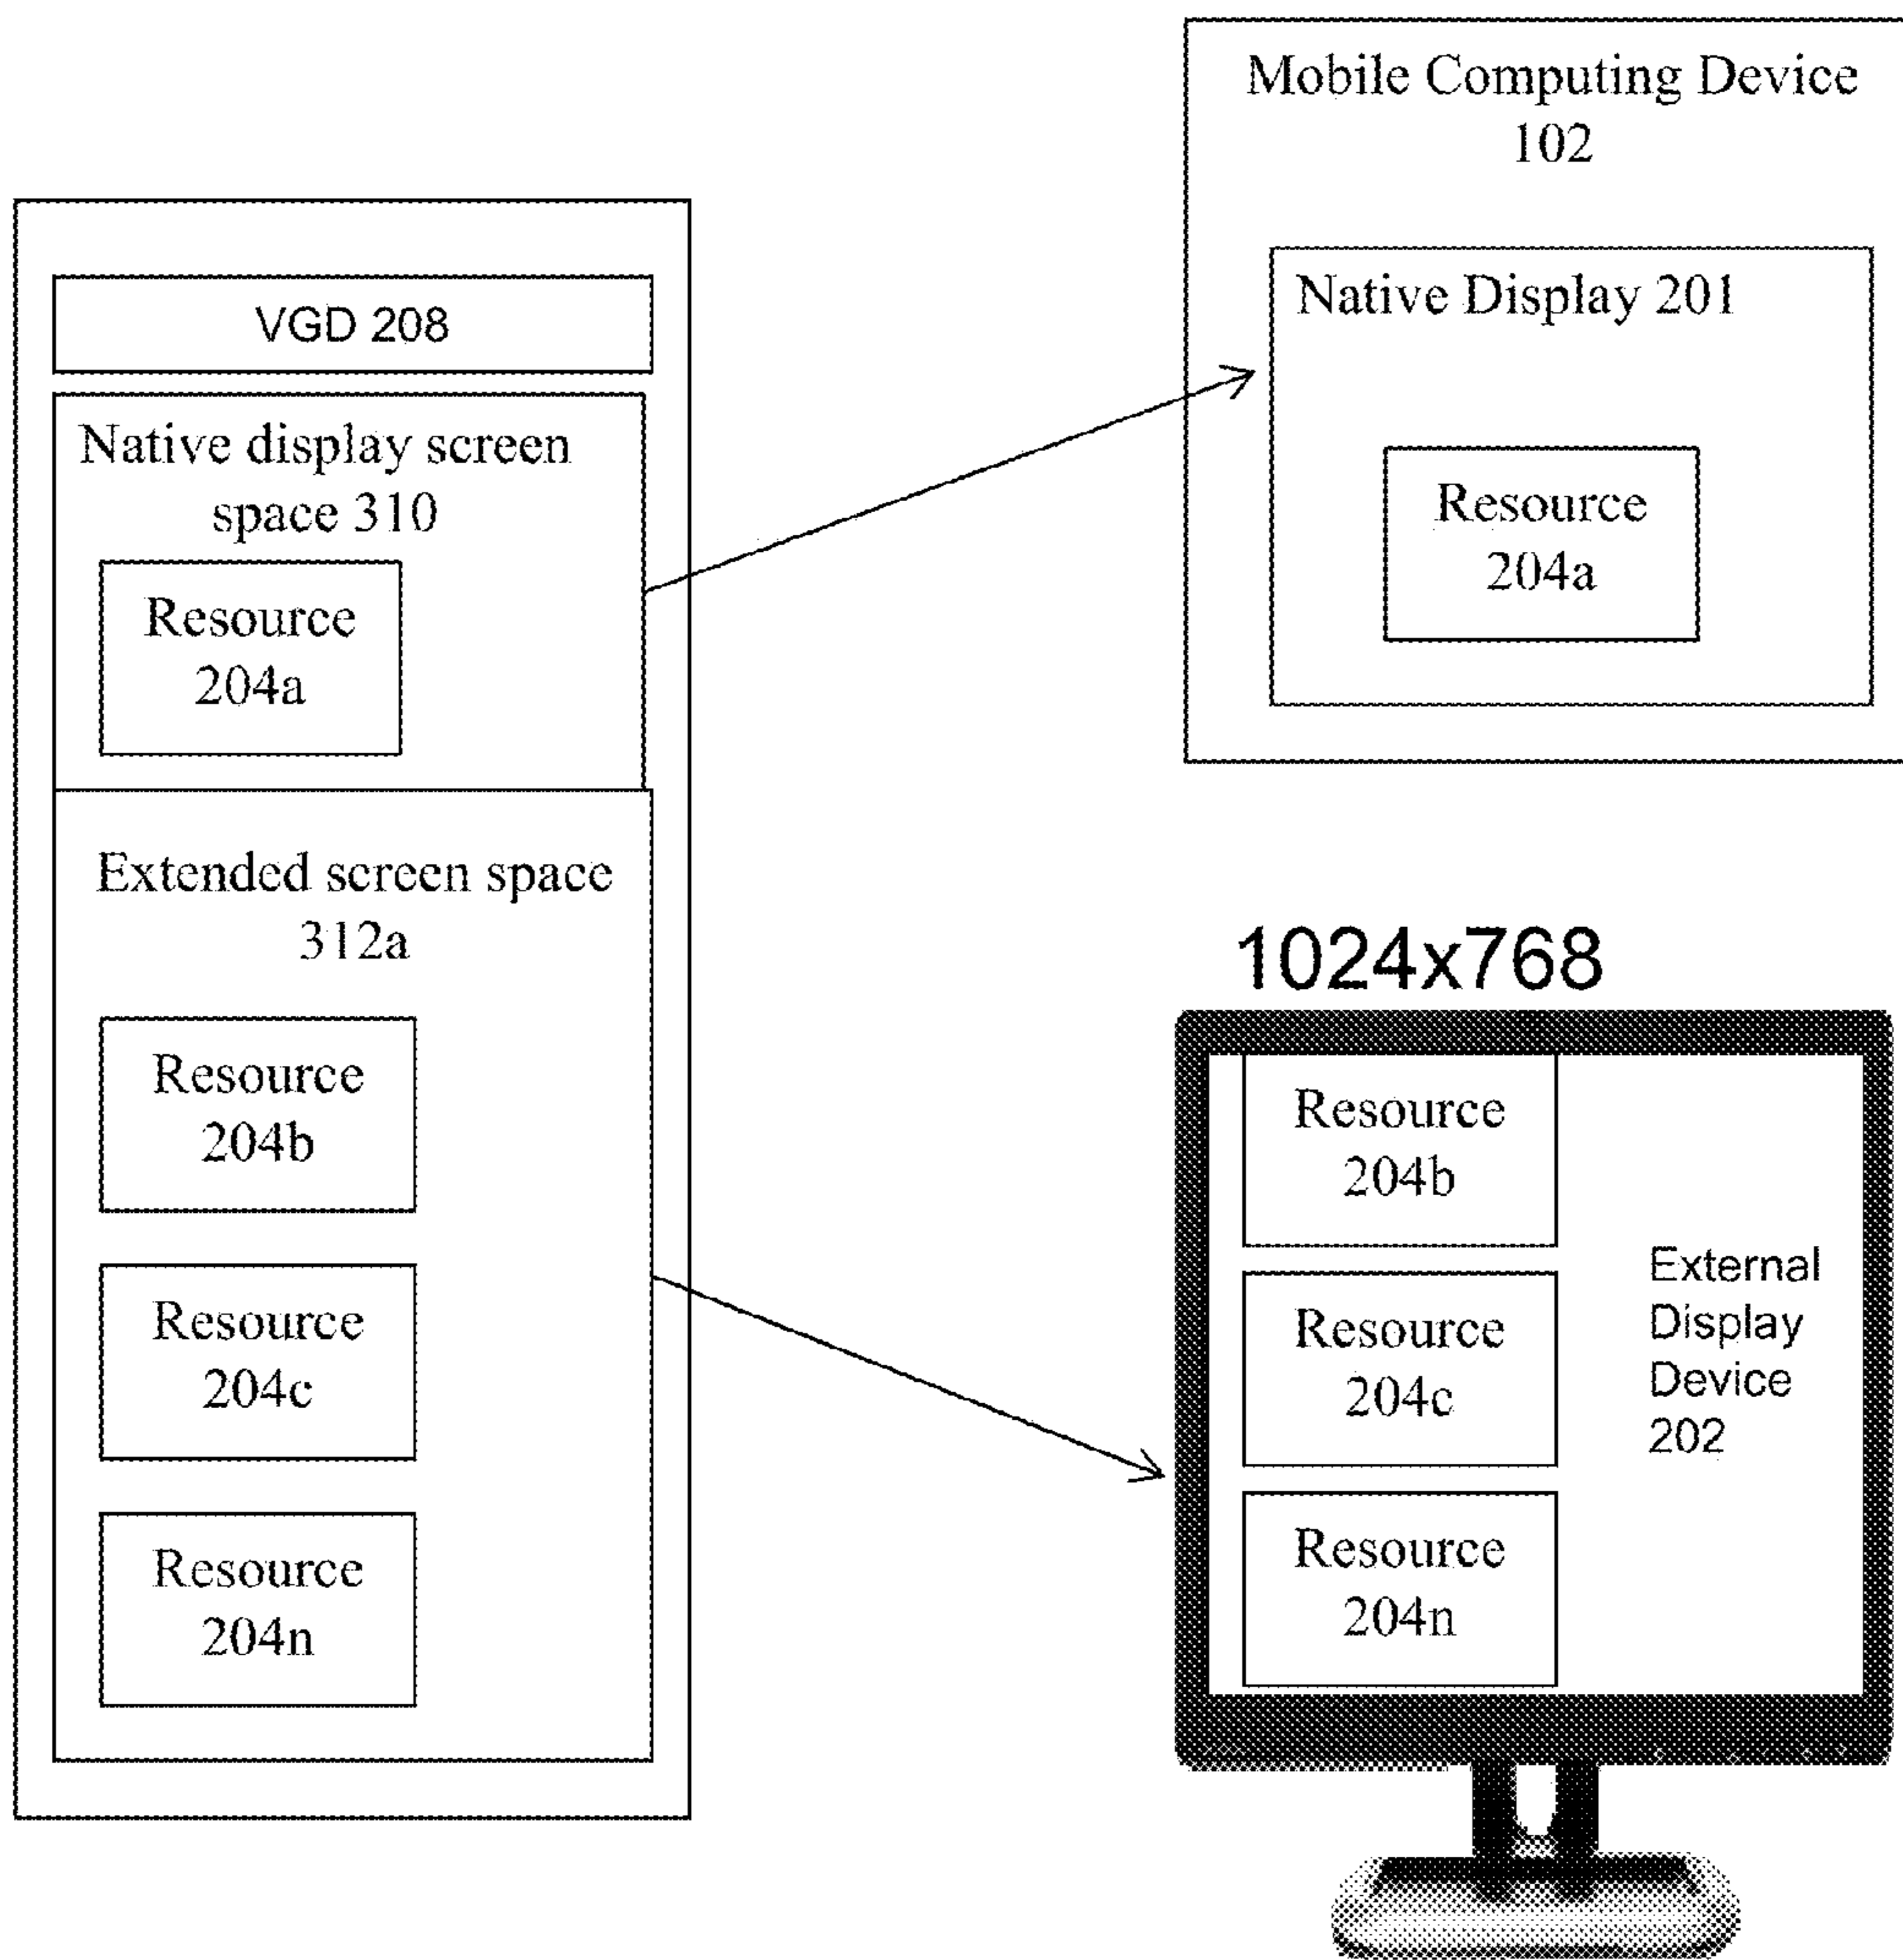 VGD 208
Native display screen
space 310
Resource
204a
Extended screen space
312a
Resource
204b
Resource
204c
Resource
204n
Mobile Computing Device
102
Native Display 201
Resource
204a
1024x768
Resource
204b
Resource
204c
Resource
204n
External
Display
Device
202